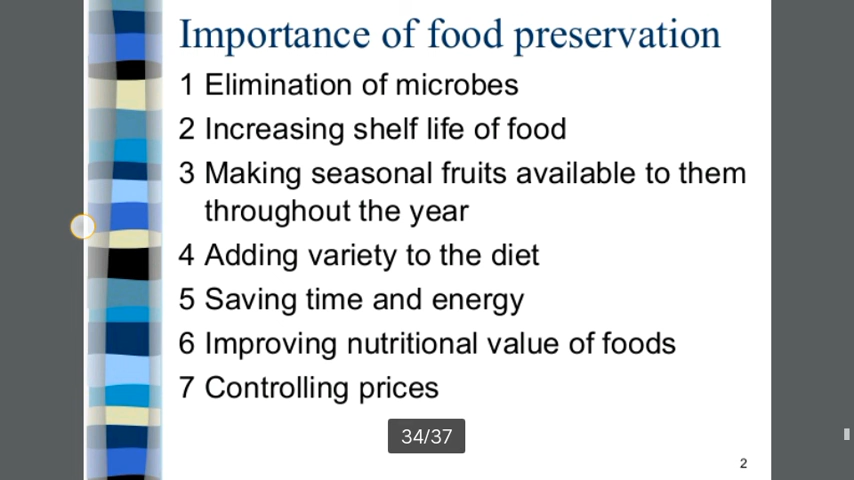 Importance of food preservation
1 Elimination of microbes
2 Increasing shelf life of food
3 Making seasonal fruits available to them
throughout the year
4 Adding variety to the diet
5 Saving time and energy
6 Improving nutritional value of foods
7 Controlling prices
34/37
2